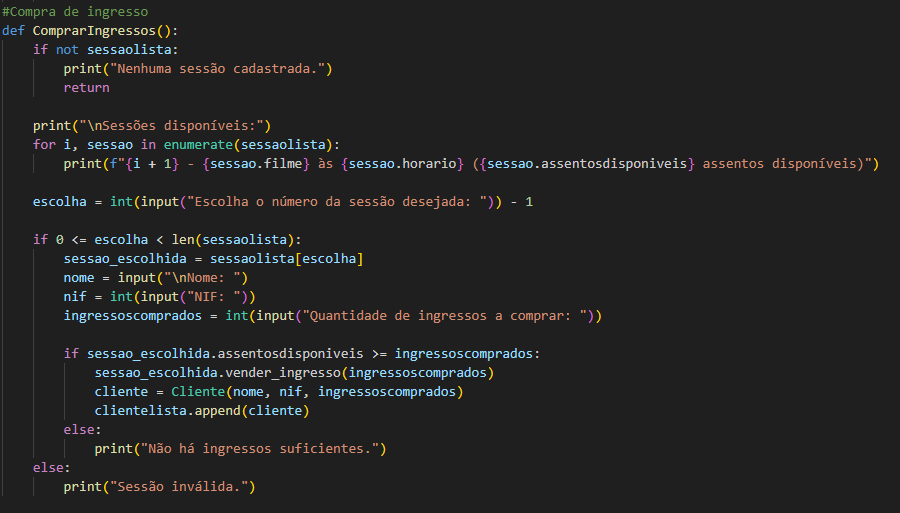 #Compra de ingresso
def ComprarIngressos():
    if not sessaolista:
        print("Nenhuma sessão cadastrada.")
        return

    print("\nSessões disponíveis:")
    for i, sessao in enumerate(sessaolista):
        print(f"{i + 1} - {sessao.filme} às {sessao.horario} ({sessao.assentosdisponiveis} assentos disponíveis)")

    escolha = int(input("Escolha o número da sessão desejada: ")) - 1

    if 0 <= escolha < len(sessaolista):
        sessao_escolhida = sessaolista[escolha]
        nome = input("\nNome: ")
        nif = int(input("NIF: "))
        ingressoscomprados = int(input("Quantidade de ingressos a comprar: "))

        if sessao_escolhida.assentosdisponiveis >= ingressoscomprados:
            sessao_escolhida.vender_ingresso(ingressoscomprados)
            cliente = Cliente(nome, nif, ingressoscomprados)
            clientelista.append(cliente)
        else:
            print("Não há ingressos suficientes.")
    else:
        print("Sessão inválida.")